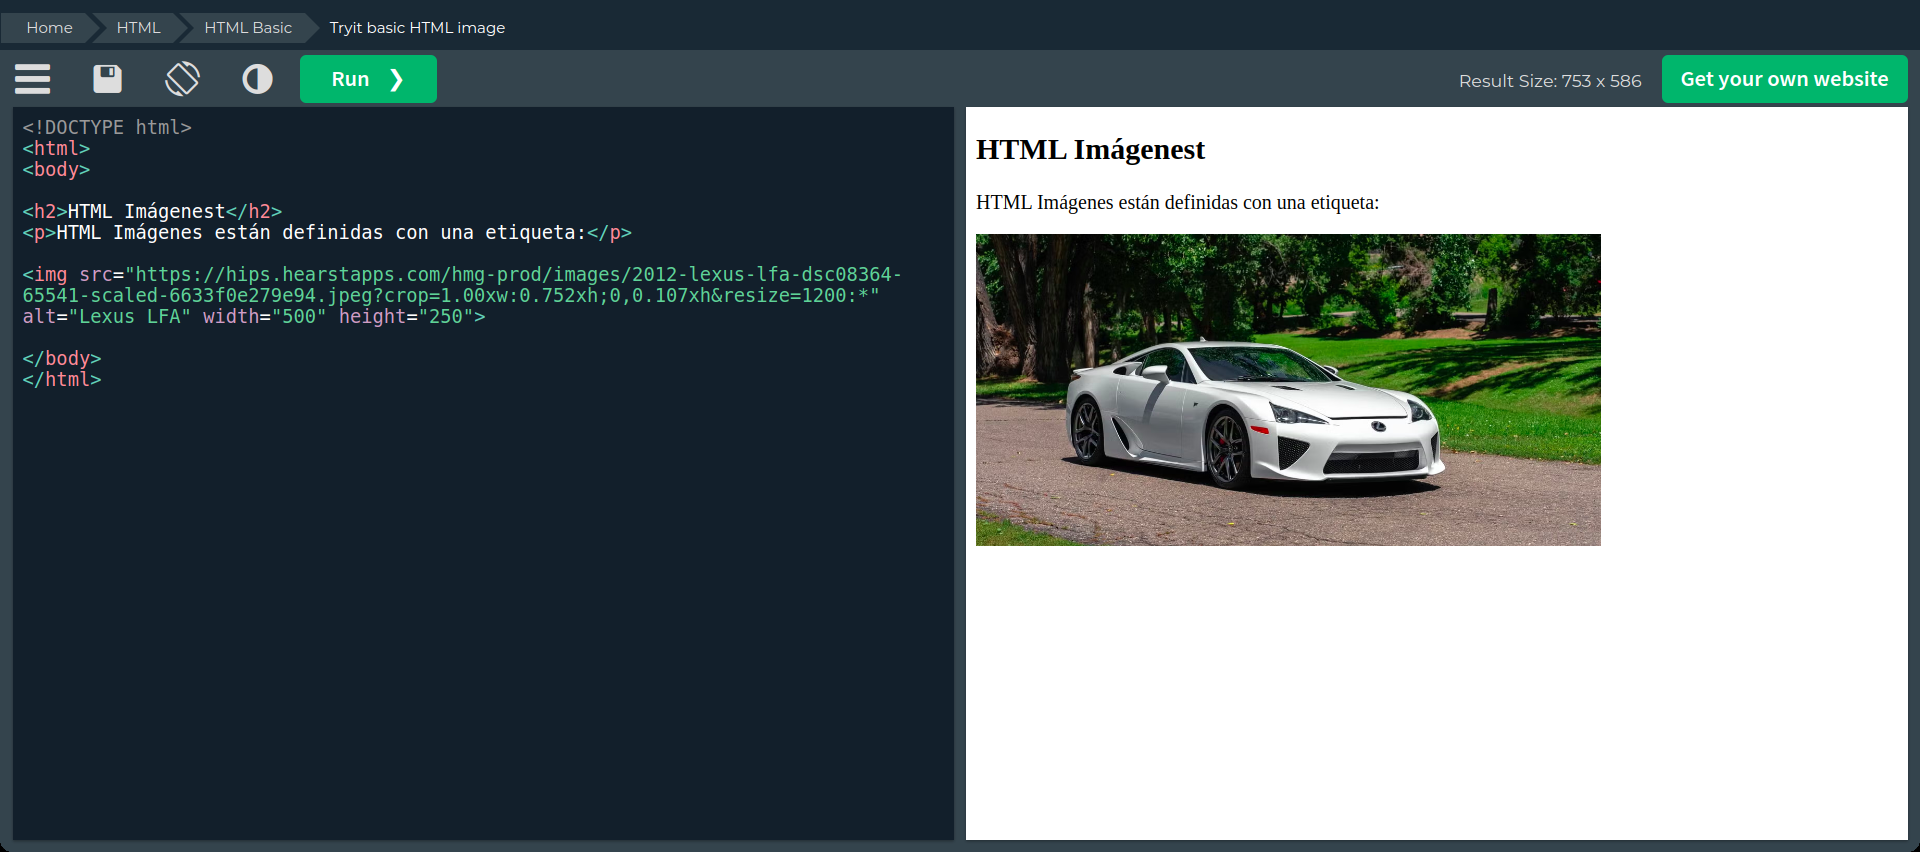 Home HTML HTML Basic Tryit basic HTML image
Run ❯ Result Size: 753 x 586 Get your own website
<!DOCTYPE html>
<html>
<body>
<h2>HTML Imágenest</h2>
<p>HTML Imágenes están definidas con una etiqueta:</p>
<img src="https://hips.hearstapps.com/hmg-prod/images/2012-lexus-lfa-dsc08364-
65541-scaled-6633f0e279e94.jpeg?crop=1.00xw:0.752xh;0,0.107xh&resize=1200:*"
alt="Lexus LFA" width="500" height="250">
</body>
</html>
HTML Imágenest
HTML Imágenes están definidas con una etiqueta: